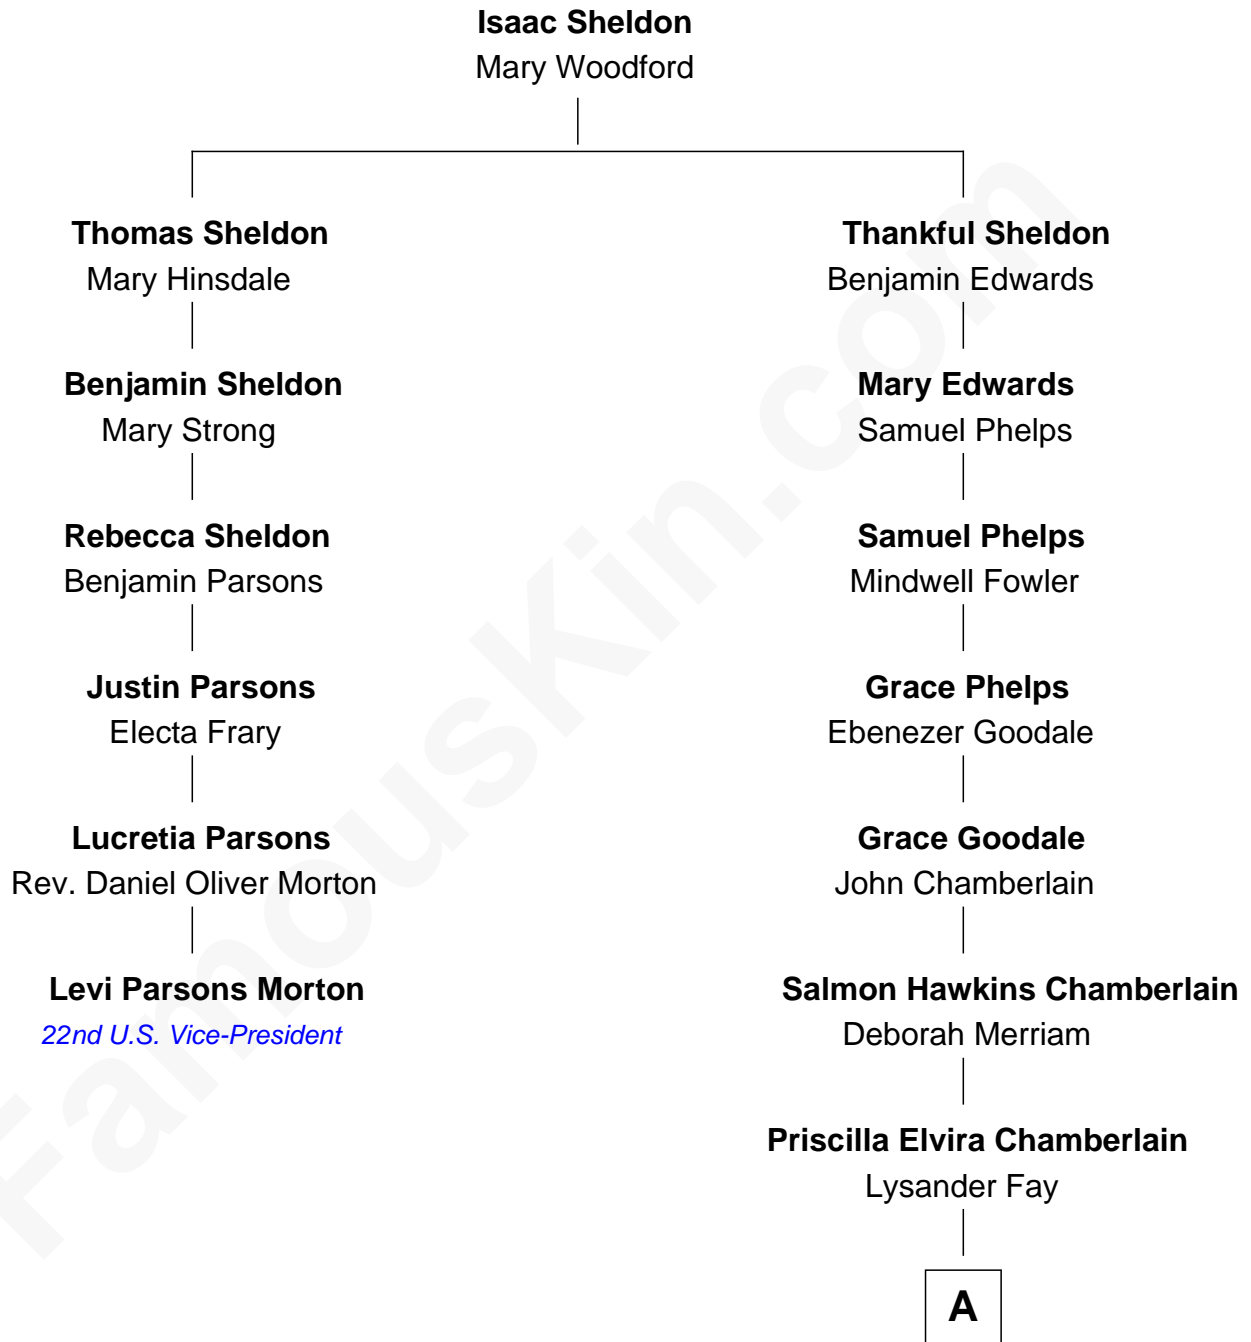 Isaac Sheldon
Mary Woodford
Thomas Sheldon
Mary Hinsdale
Benjamin Sheldon
Mary Strong
Rebecca Sheldon
Benjamin Parsons
Justin Parsons
Electa Frary
Lucretia Parsons
Rev. Daniel Oliver Morton
Levi Parsons Morton
22nd U.S. Vice-President
Thankful Sheldon
Benjamin Edwards
Mary Edwards
Samuel Phelps
Samuel Phelps
Mindwell Fowler
Grace Phelps
Ebenezer Goodale
Grace Goodale
John Chamberlain
Salmon Hawkins Chamberlain
Deborah Merriam
Priscilla Elvira Chamberlain
Lysander Fay
A
FamousKin.com